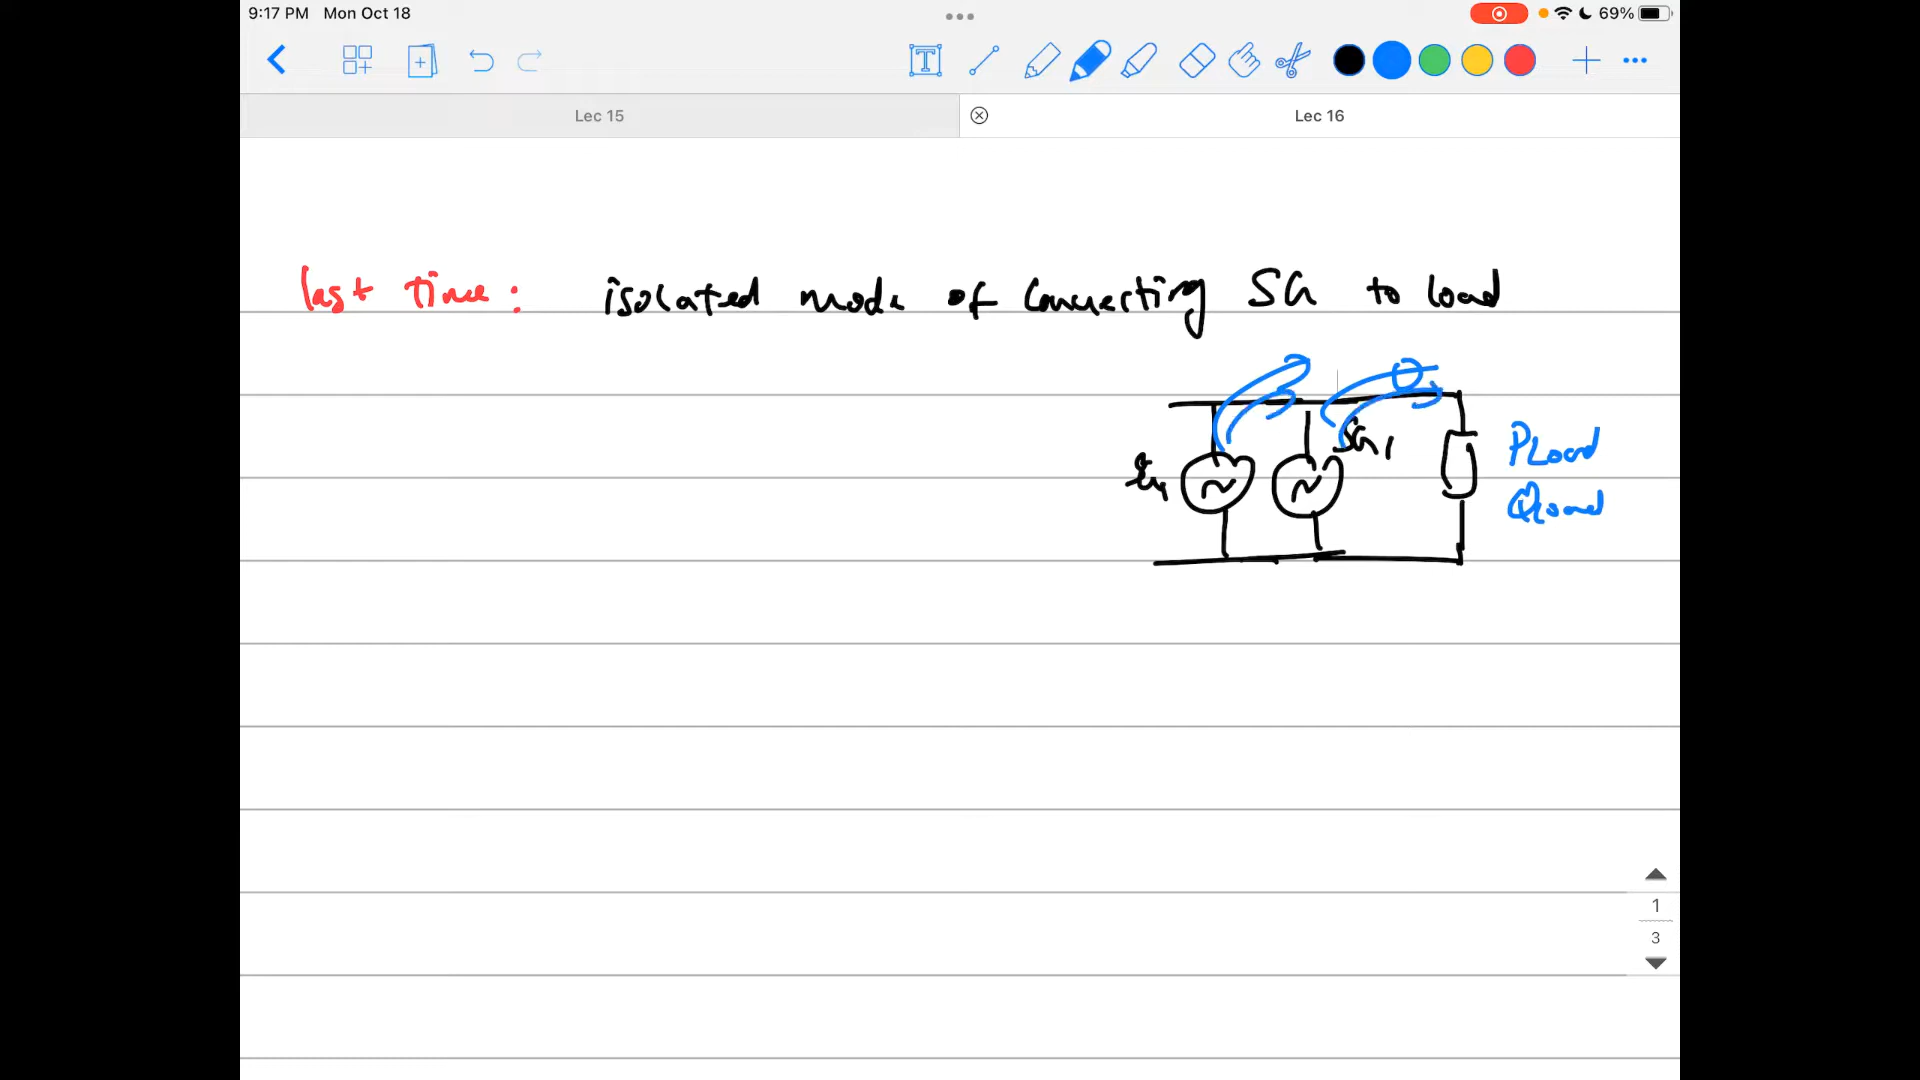 9:17 PM Mon Oct 18
69%
T
Lec 15
Lec 16
last time: isolated mode of connecting SG to load
SG1
PLoad
QLoad
1
3